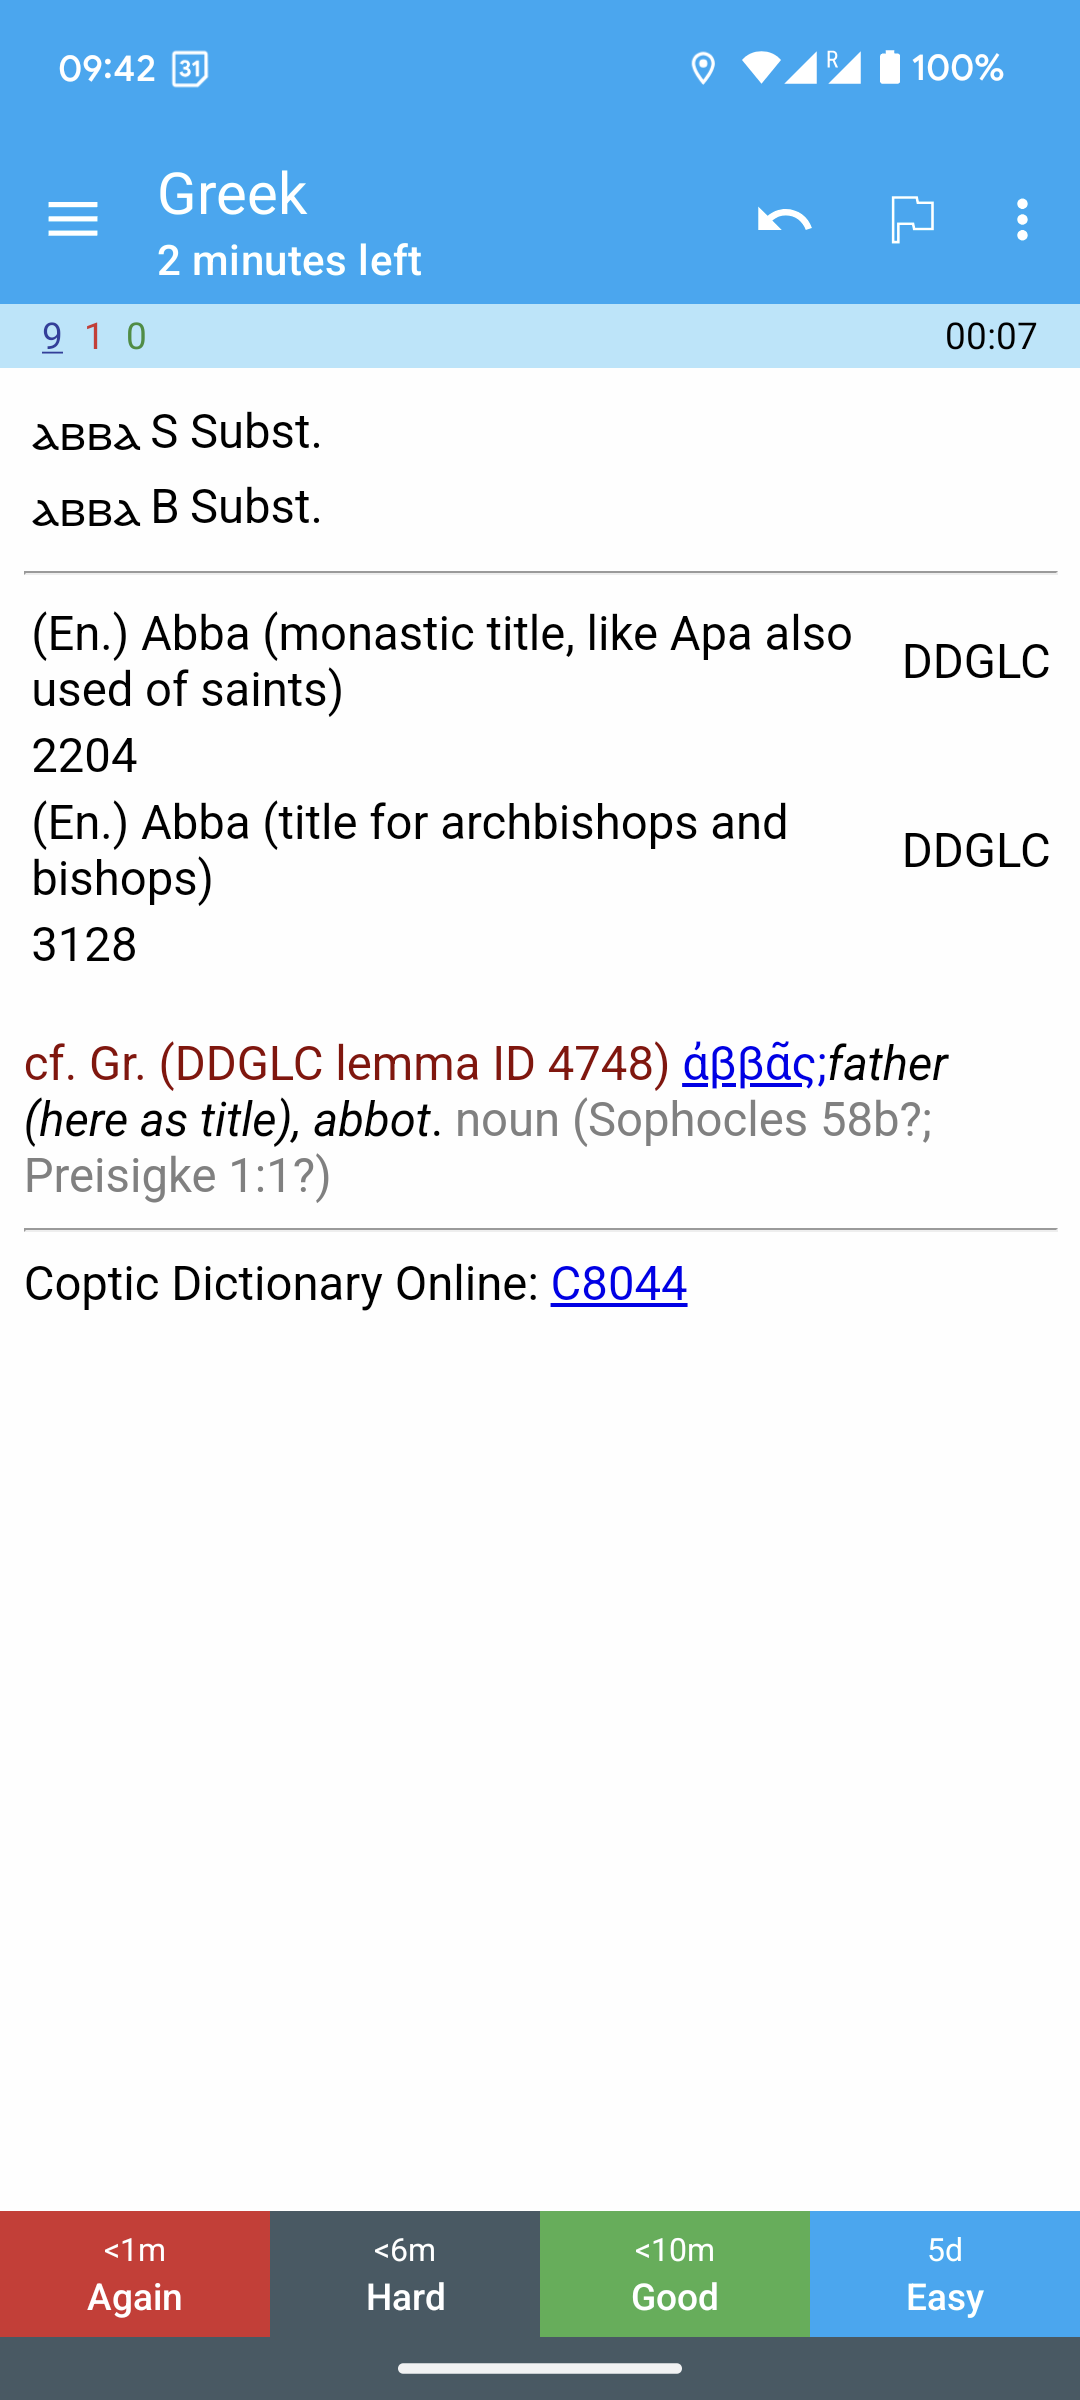 09:42 31 R 100%
Greek
2 minutes left
9 1 0 00:07
ⲁⲃⲃⲁ S Subst.
ⲁⲃⲃⲁ B Subst.
(En.) Abba (monastic title, like Apa also
used of saints)
DDGLC
2204
(En.) Abba (title for archbishops and
bishops)
DDGLC
3128
cf. Gr. (DDGLC lemma ID 4748) ἀββᾶς;father
(here as title), abbot. noun (Sophocles 58b?;
Preisigke 1:1?)
Coptic Dictionary Online: C8044
<1m <6m <10m 5d
Again Hard Good Easy